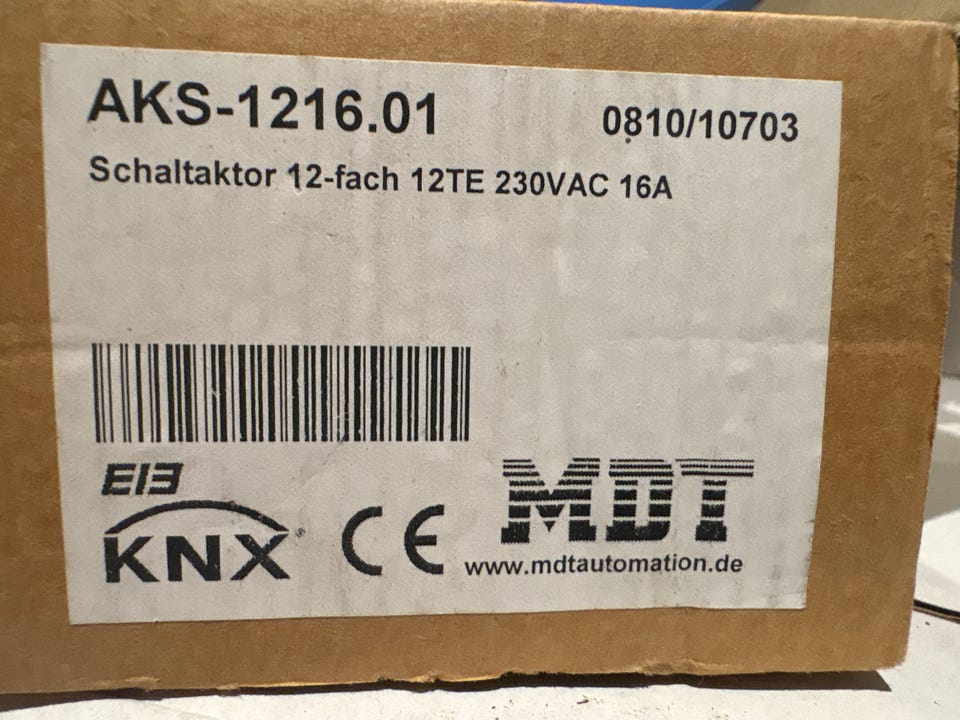 AKS-1216.01 0810/10703
Schaltaktor 12-fach 12TE 230VAC 16A
EIB
KNX CE MDT
www.mdtautomation.de